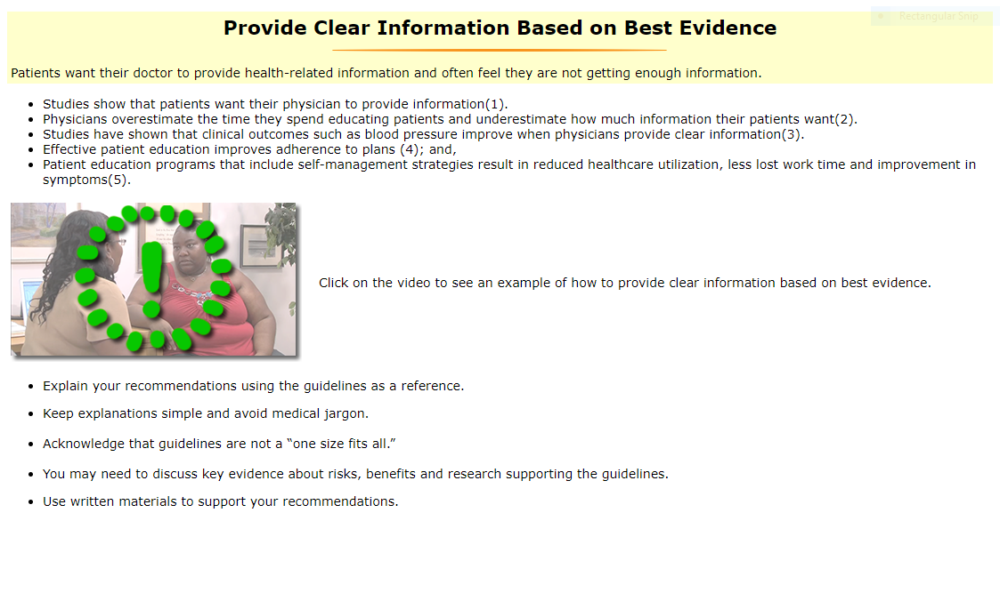 Rectangular Snip
Provide Clear Information Based on Best Evidence
Patients want their doctor to provide health-related information and often feel they are not getting enough information.
• Studies show that patients want their physician to provide information(1).
• Physicians overestimate the time they spend educating patients and underestimate how much information their patients want(2).
• Studies have shown that clinical outcomes such as blood pressure improve when physicians provide clear information(3).
• Effective patient education improves adherence to plans (4); and,
• Patient education programs that include self-management strategies result in reduced healthcare utilization, less lost work time and improvement in
symptoms(5).
!
Click on the video to see an example of how to provide clear information based on best evidence.
• Explain your recommendations using the guidelines as a reference.
• Keep explanations simple and avoid medical jargon.
• Acknowledge that guidelines are not a “one size fits all.”
• You may need to discuss key evidence about risks, benefits and research supporting the guidelines.
• Use written materials to support your recommendations.